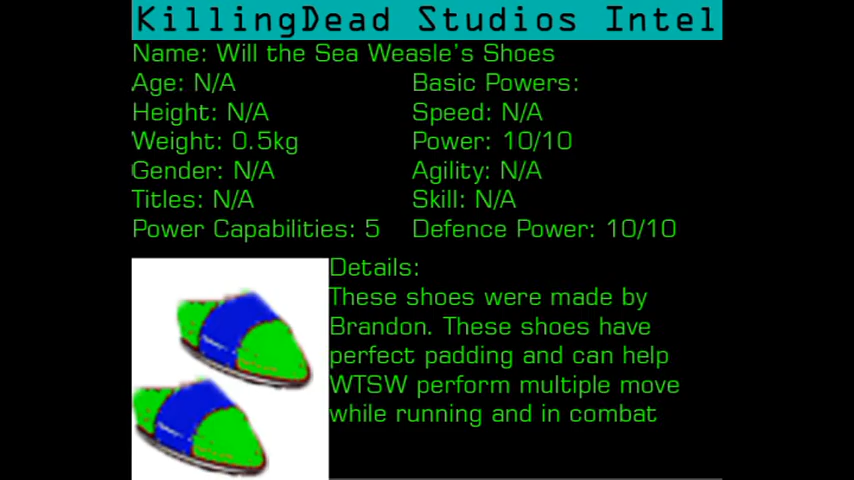 KillingDead Studios Intel
Name: Will the Sea Weasle's Shoes
Age: N/A
Basic Powers:
Height: N/A
Speed: N/A
Weight: 0.5kg
Power: 10/10
Gender: N/A
Agility: N/A
Titles: N/A
Skill: N/A
Power Capabilities: 5
Defence Power: 10/10
Details:
These shoes were made by
Brandon. These shoes have
perfect padding and can help
WTSW perform multiple move
while running and in combat